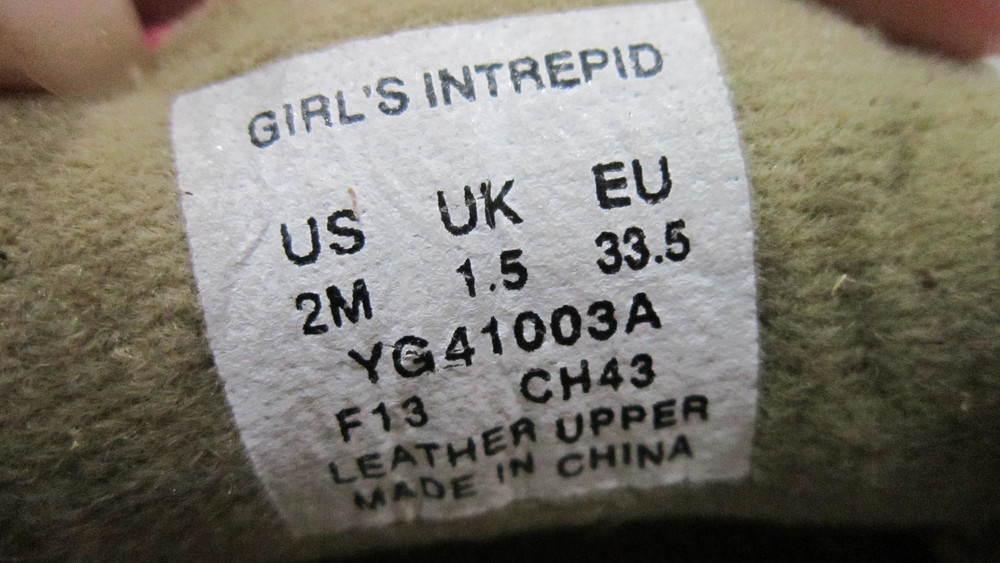 GIRL'S INTREPID
US UK EU
2M 1.5 33.5
YG41003A
F13 CH43
LEATHER UPPER
MADE IN CHINA